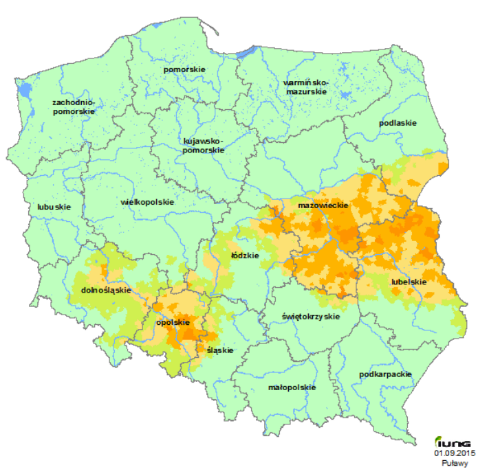 pomorskie
warmińsko-
mazurskie
zachodnio-
pomorskie
podlaskie
kujawsko-
pomorskie
lubuskie
wielkopolskie
mazowieckie
łódzkie
dolnośląskie
lubelskie
opolskie
świętokrzyskie
śląskie
podkarpackie
małopolskie
IUNG
01.09.2015
Puławy